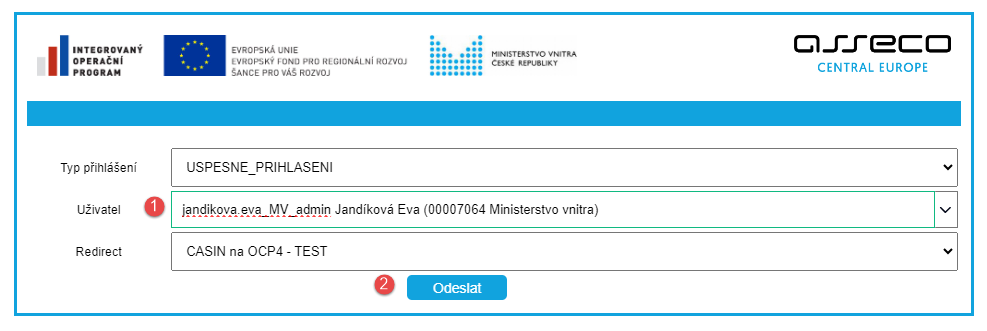 INTEGROVANÝ
OPERAČNÍ
PROGRAM
EVROPSKÁ UNIE
EVROPSKÝ FOND PRO REGIONÁLNÍ ROZVOJ
ŠANCE PRO VÁŠ ROZVOJ
MINISTERSTVO VNITRA
ČESKÉ REPUBLIKY
asseco
CENTRAL EUROPE
Typ přihlášení USPESNE_PRIHLASENI
Uživatel 1 jandikova.eva_MV_admin Jandíková Eva (00007064 Ministerstvo vnitra)
Redirect CASIN na OCP4 - TEST
2 Odeslat